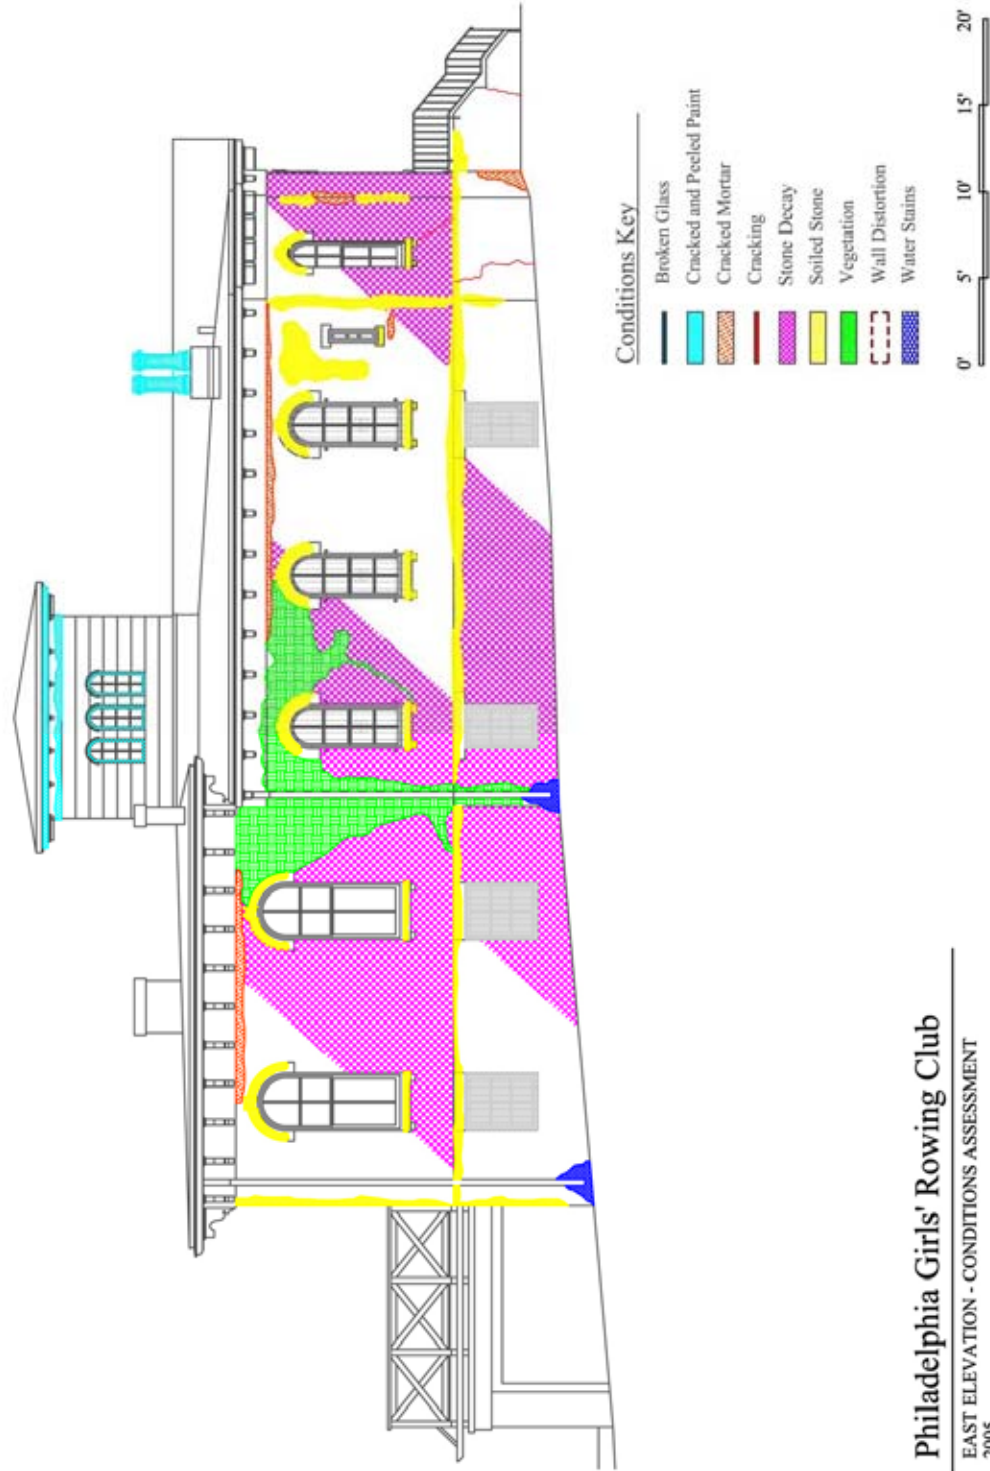 Philadelphia Girls' Rowing Club
EAST ELEVATION - CONDITIONS ASSESSMENT
Conditions Key
Broken Glass
Cracked and Peeled Paint
Cracked Mortar
Cracking
Stone Decay
Soiled Stone
Vegetation
Wall Distortion
Water Stains
0' 5' 10' 15' 20'